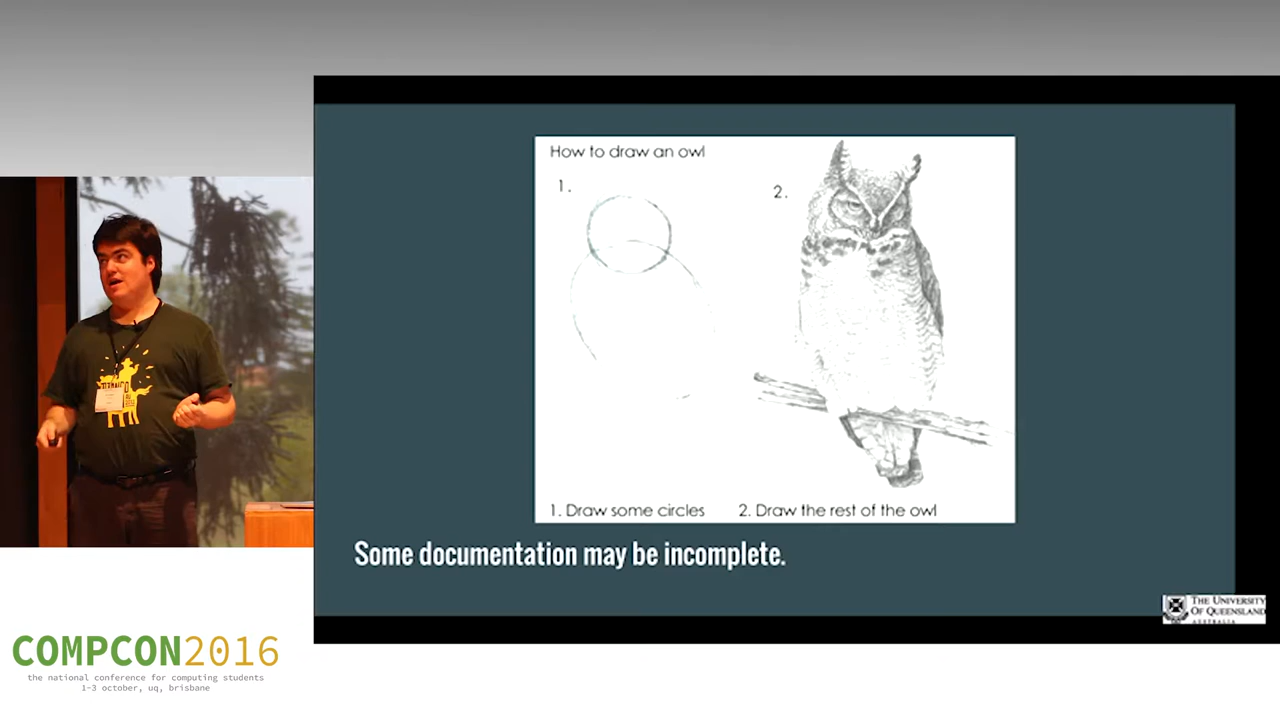 How to draw an owl
1.
2.
1. Draw some circles
2. Draw the rest of the owl
Some documentation may be incomplete.
THE UNIVERSITY
OF QUEENSLAND
AUSTRALIA
COMPCON2016
the national conference for computing students
1-3 october, uq, brisbane